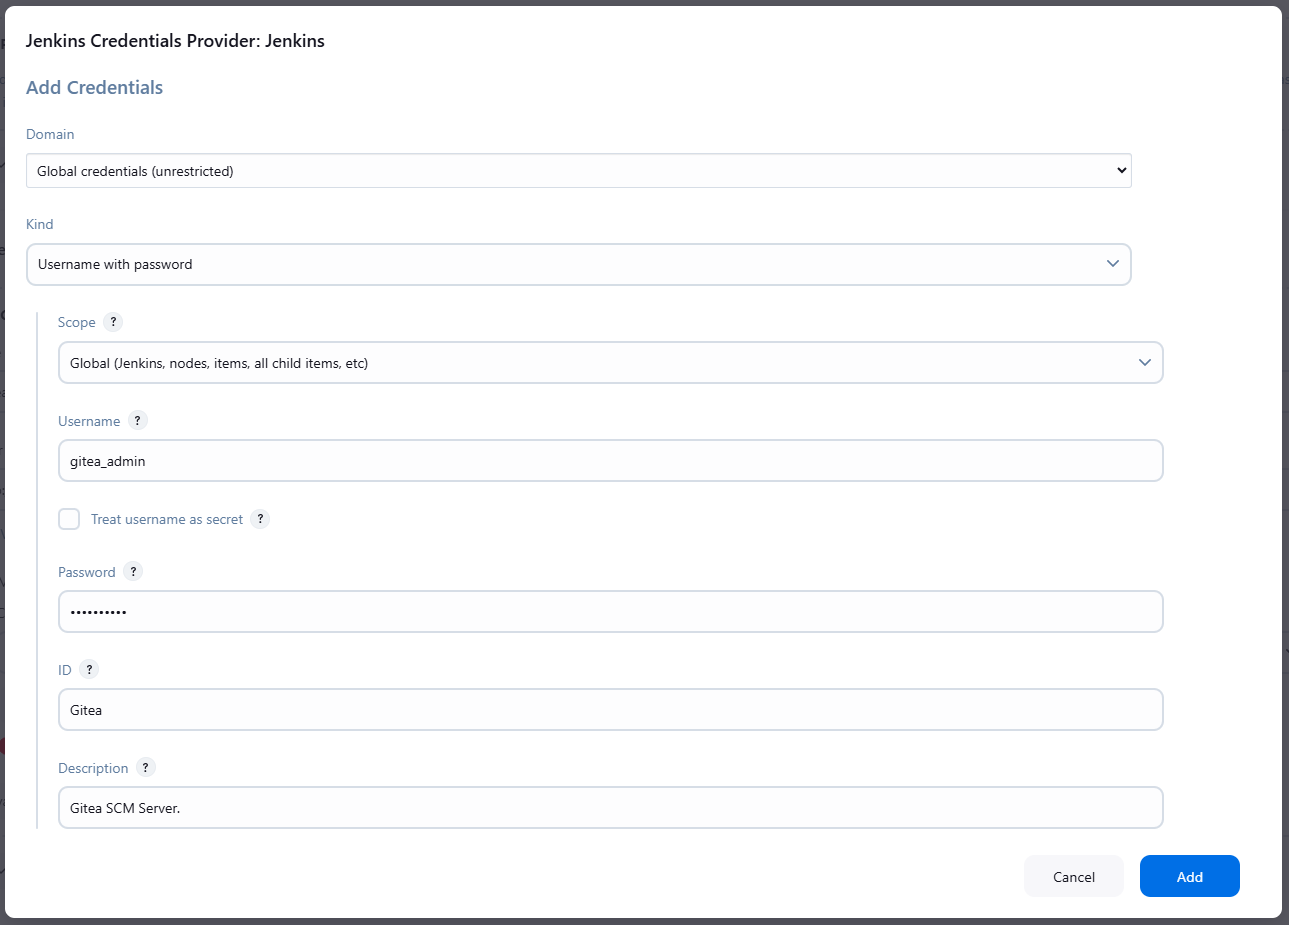 Jenkins Credentials Provider: Jenkins
Add Credentials
Domain
Global credentials (unrestricted)
Kind
Username with password
Scope ?
Global (Jenkins, nodes, items, all child items, etc)
Username ?
gitea_admin
Treat username as secret ?
Password ?
••••••••••
ID ?
Gitea
Description ?
Gitea SCM Server.
Cancel Add